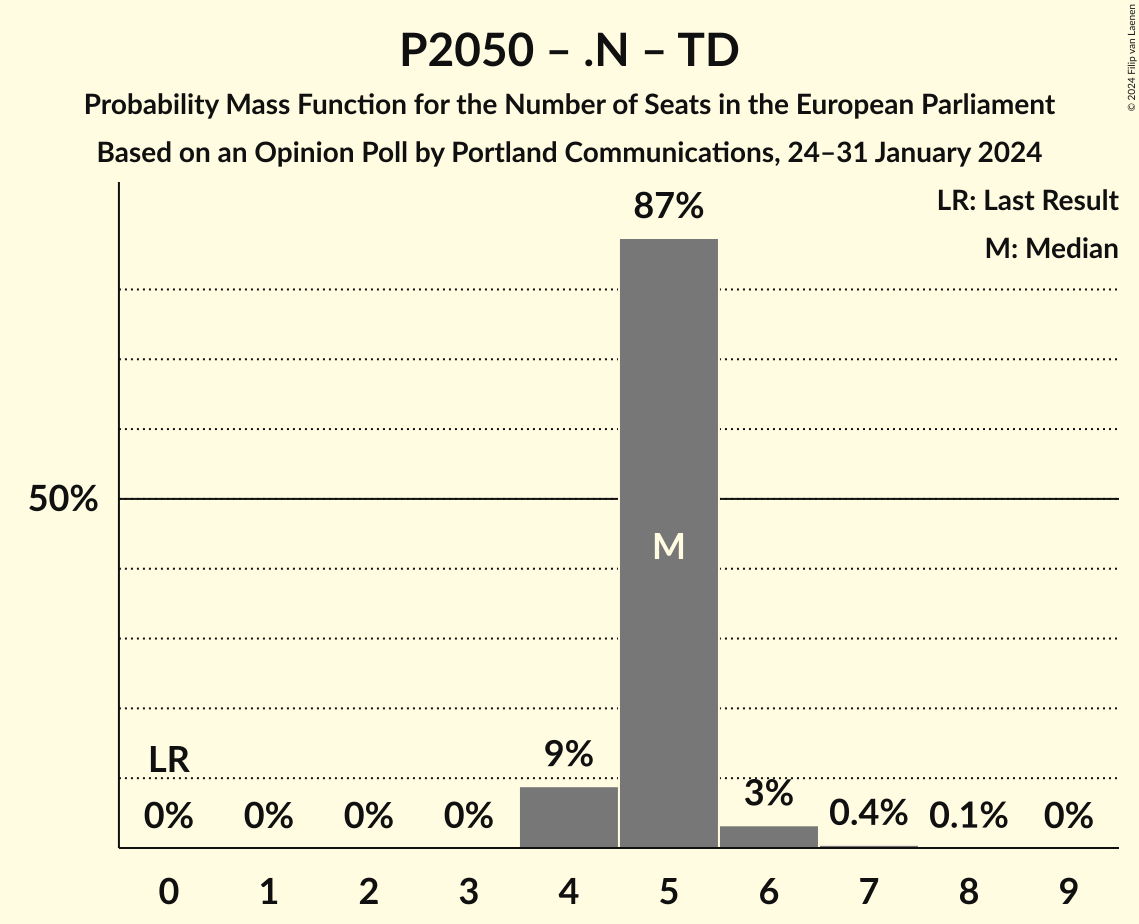 P2050 – .N – TD
Probability Mass Function for the Number of Seats in the European Parliament
Based on an Opinion Poll by Portland Communications, 24–31 January 2024
© 2024 Filip van Laenen
LR: Last Result
M: Median
87%
50%
M
LR
9%
0% 0% 0% 0% 3% 0.4% 0.1% 0%
0 1 2 3 4 5 6 7 8 9